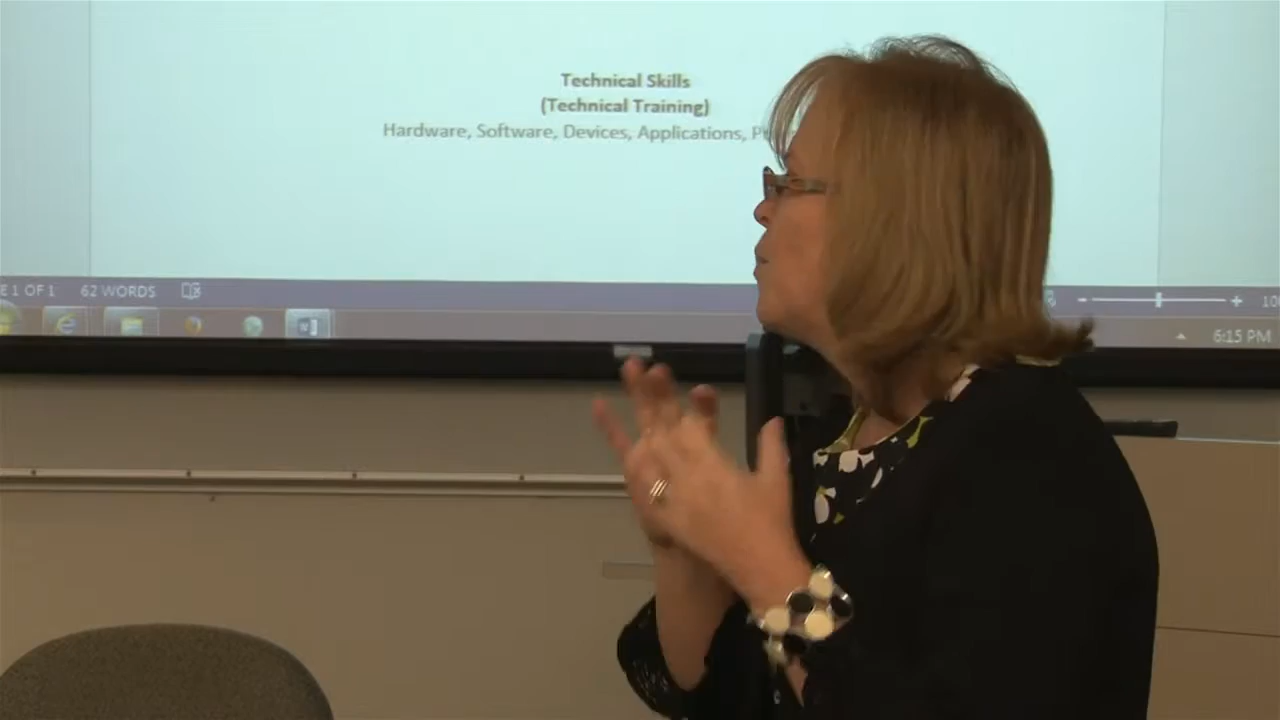 Technical Skills
(Technical Training)
Hardware, Software, Devices, Applications,
E 1 OF 1 62 WORDS
6:15 PM